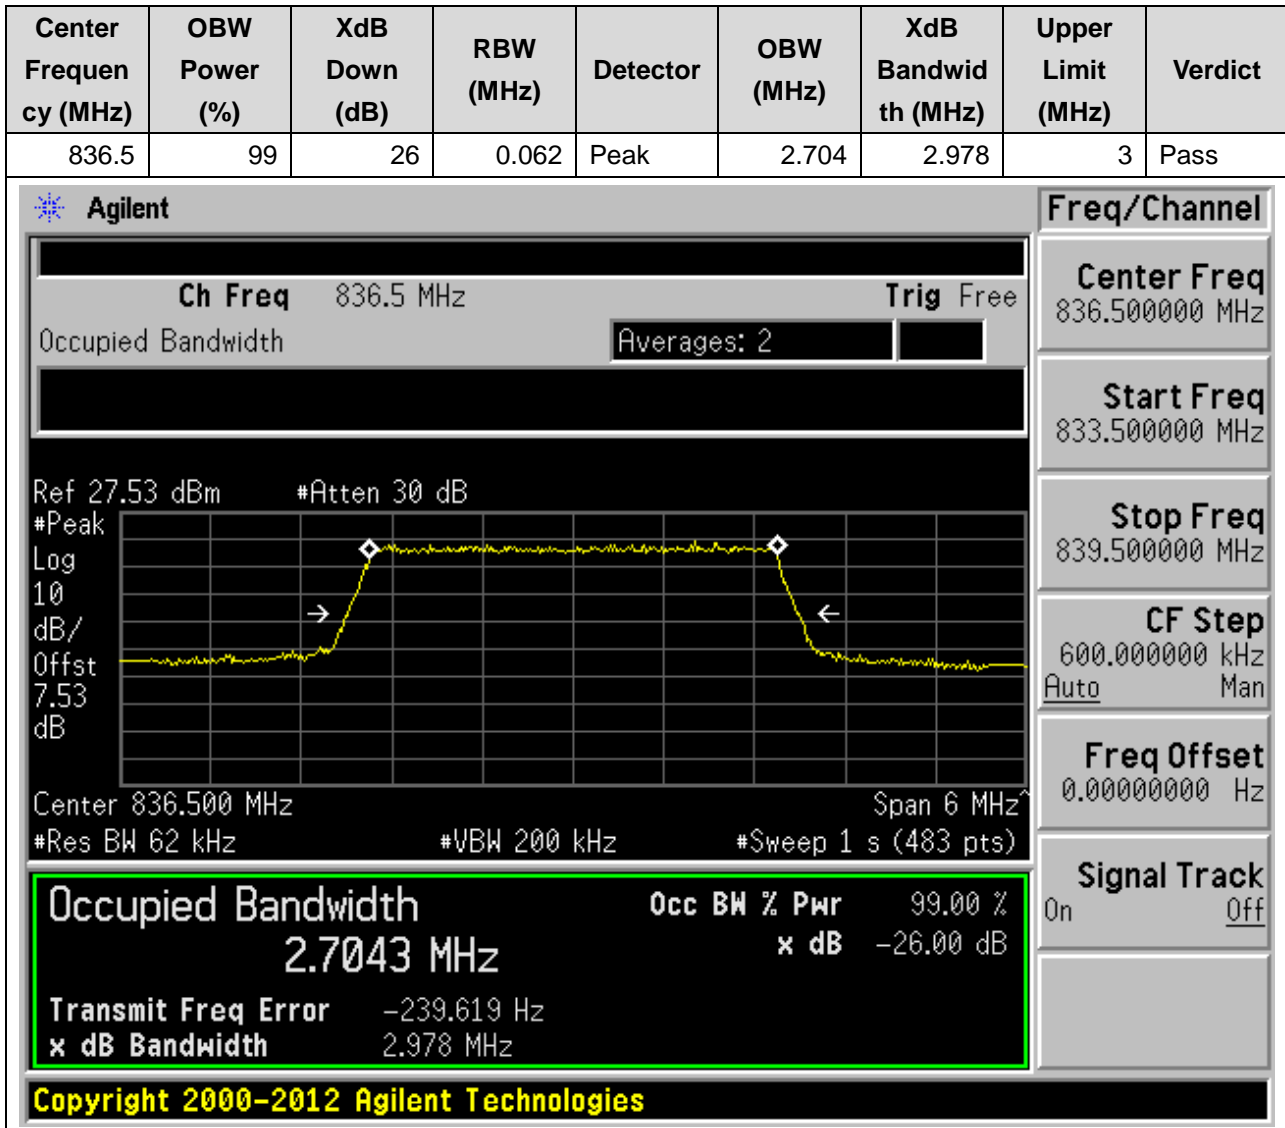 Center Frequen cy (MHz) OBW Power (%) XdB Down (dB) RBW (MHz) Detector OBW (MHz) XdB Bandwid th (MHz) Upper Limit (MHz) Verdict
836.5 99 26 0.062 Peak 2.704 2.978 3 Pass
Agilent
Freq/Channel
Ch Freq 836.5 MHz Trig Free
Occupied Bandwidth Averages: 2
Center Freq
836.500000 MHz
Start Freq
833.500000 MHz
Stop Freq
839.500000 MHz
CF Step
600.000000 kHz
Auto Man
Freq Offset
0.00000000 Hz
Signal Track
On Off
Ref 27.53 dBm #Atten 30 dB
#Peak
Log
10
dB/
Offst
7.53
dB
Center 836.500 MHz Span 6 MHz^
#Res BW 62 kHz #VBW 200 kHz #Sweep 1 s (483 pts)
Occupied Bandwidth Occ BW % Pwr 99.00 %
2.7043 MHz x dB -26.00 dB
Transmit Freq Error -239.619 Hz
x dB Bandwidth 2.978 MHz
Copyright 2000-2012 Agilent Technologies